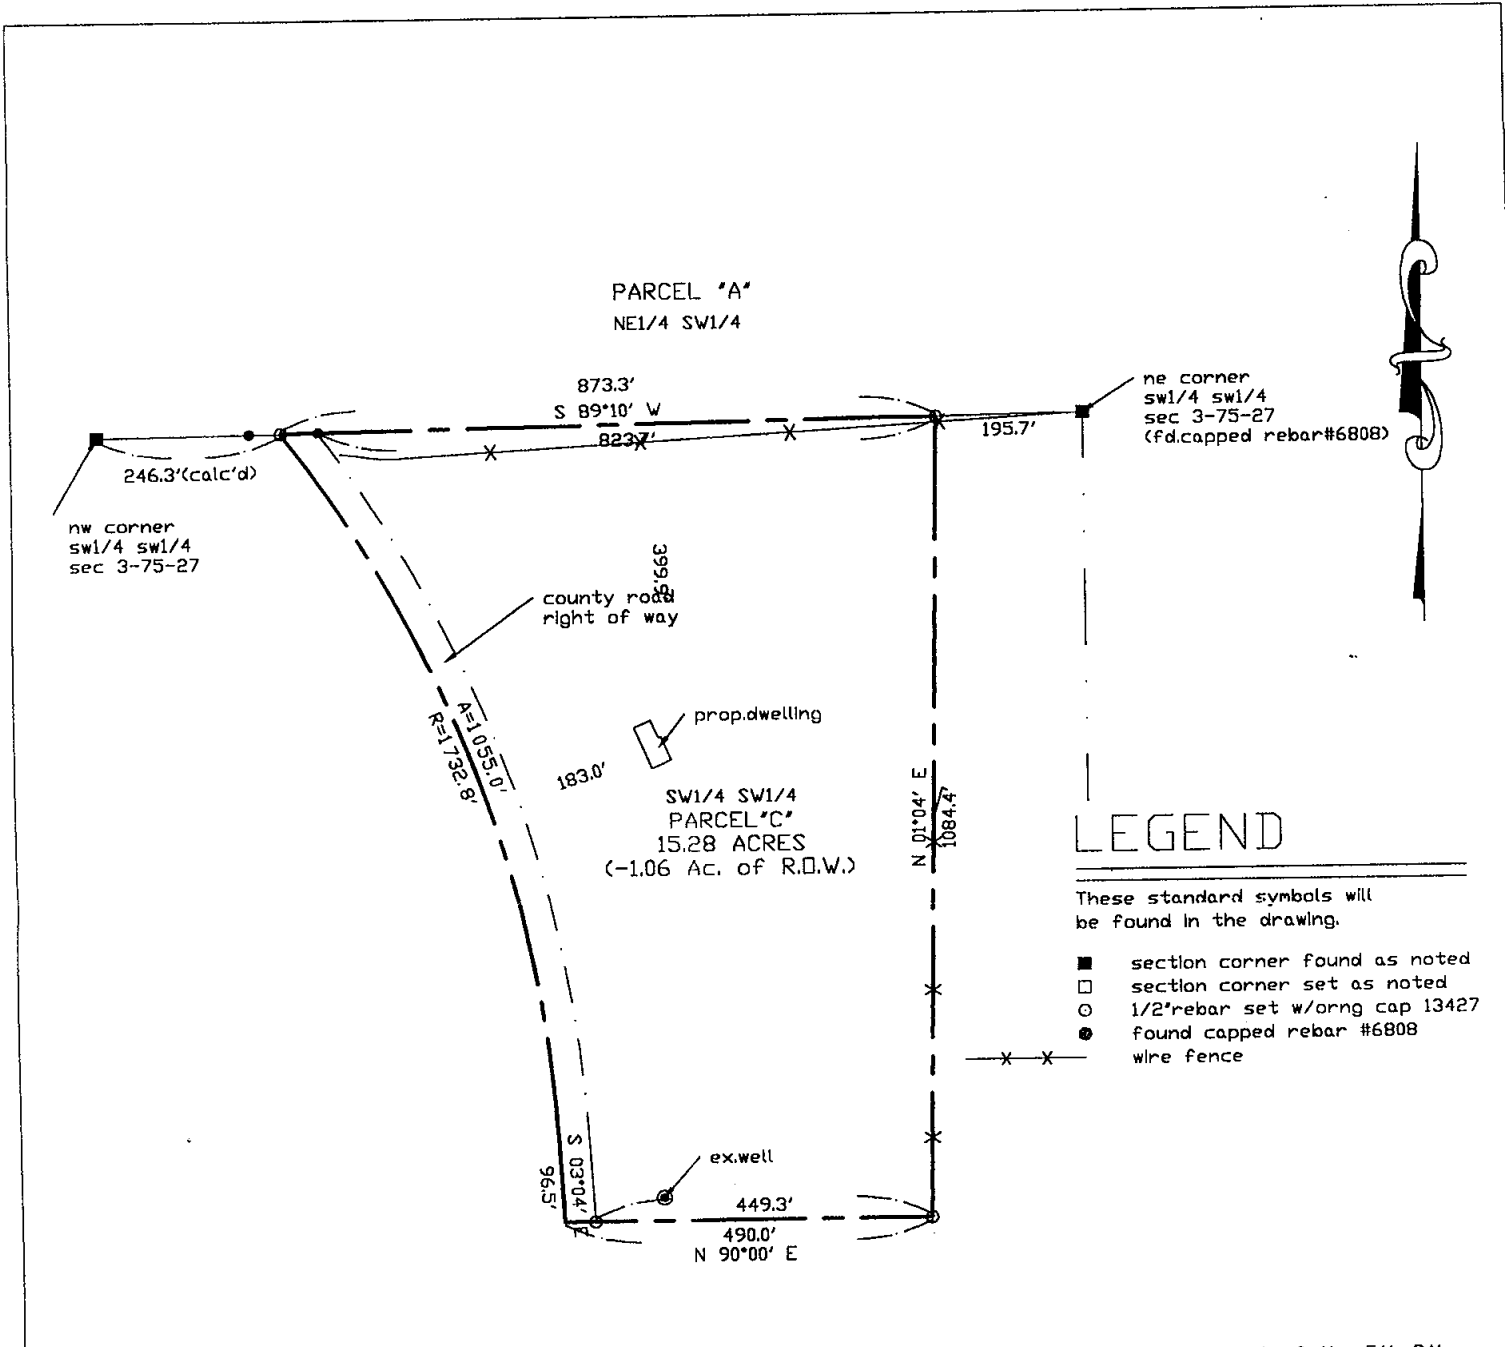 PARCEL "A"
NE1/4 SW1/4
873.3'
S 89°10' W
823.7'
195.7'
ne corner
sw1/4 sw1/4
sec 3-75-27
(fd.capped rebar#6808)
246.3'(calc'd)
nw corner
sw1/4 sw1/4
sec 3-75-27
399.9'
county road
right of way
A=1055.0'
R=1732.8'
prop.dwelling
183.0'
SW1/4 SW1/4
PARCEL"C"
15.28 ACRES
(-1.06 Ac. of R.O.W.)
N 01°04' E
1084.4'
LEGEND
These standard symbols will
be found in the drawing.
section corner found as noted
section corner set as noted
1/2"rebar set w/orng cap 13427
found capped rebar #6808
wire fence
S 03°04' E
96.5'
ex.well
449.3'
490.0'
N 90°00' E